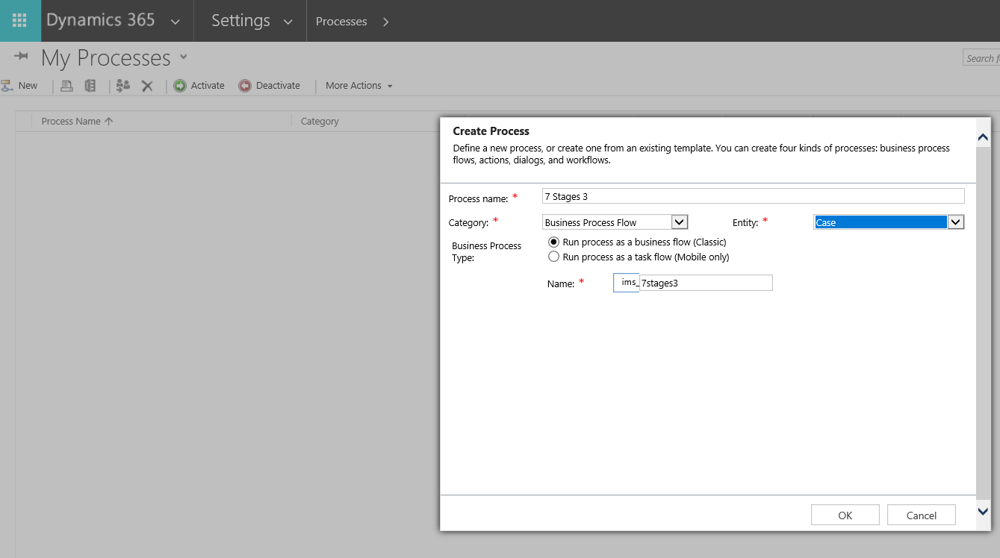 Dynamics 365 Settings Processes
My Processes
Search
New Activate Deactivate More Actions
Process Name Category
Create Process
Define a new process, or create one from an existing template. You can create four kinds of processes: business process
flows, actions, dialogs, and workflows.
Process name: * 7 Stages 3
Category: * Business Process Flow Entity: * Case
Business Process
Type:
Run process as a business flow (Classic)
Run process as a task flow (Mobile only)
Name: * ims_ 7stages3
OK Cancel